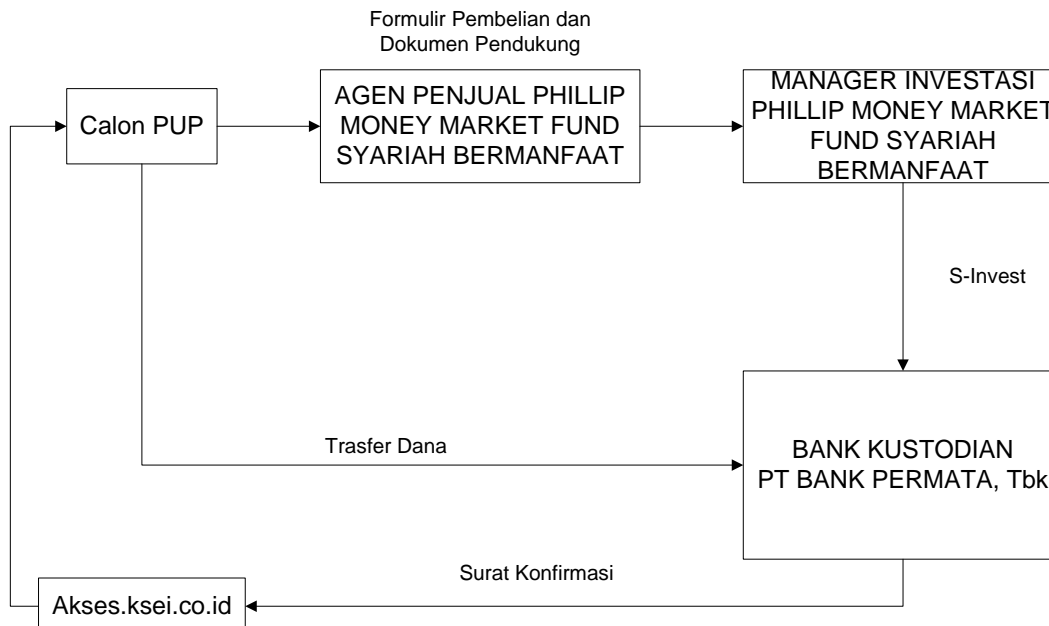 Formulir Pembelian dan
Dokumen Pendukung
Calon PUP
AGEN PENJUAL PHILLIP
MONEY MARKET FUND
SYARIAH BERMANFAAT
MANAGER INVESTASI
PHILLIP MONEY MARKET
FUND SYARIAH
BERMANFAAT
S-Invest
Trasfer Dana
BANK KUSTODIAN
PT BANK PERMATA, Tbk
Surat Konfirmasi
Akses.ksei.co.id